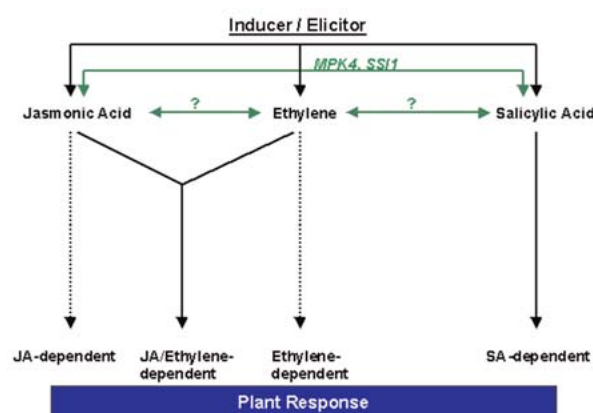 Inducer / Elicitor
MPK4, SSI1
? ?
Jasmonic Acid Ethylene Salicylic Acid
JA-dependent JA/Ethylene- Ethylene- SA-dependent
dependent dependent
Plant Response